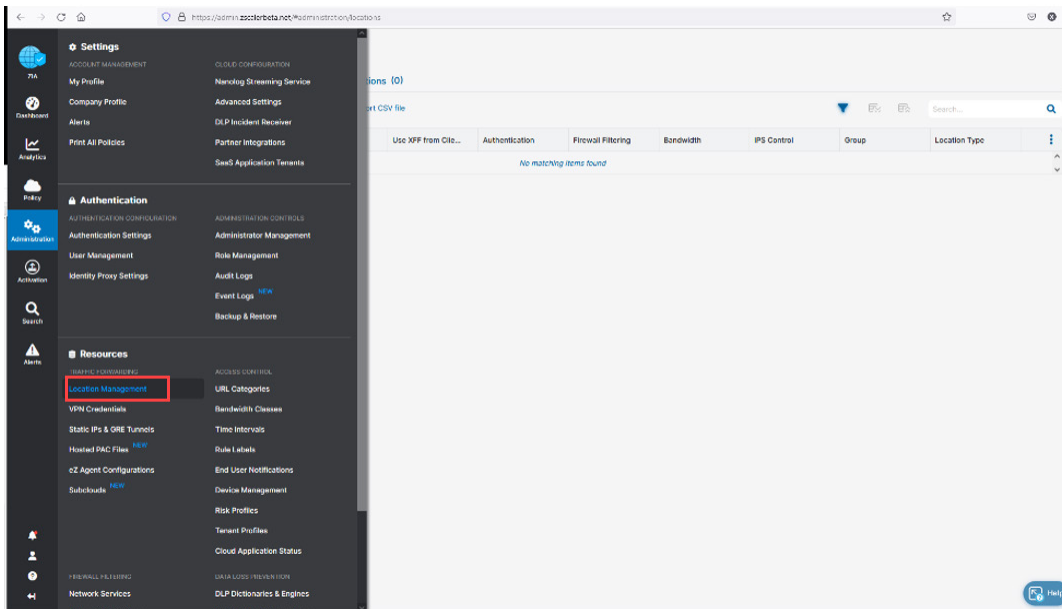 https://admin.zscalerbeta.net/#administration/locations
ZIA
Dashboard
Analytics
Policy
Administration
Activation
Search
Alerts
Settings
ACCOUNT MANAGEMENT
My Profile
Company Profile
Alerts
Print All Policies
CLOUD CONFIGURATION
Nanolog Streaming Service
Advanced Settings
DLP Incident Receiver
Partner Integrations
SaaS Application Tenants
Authentication
AUTHENTICATION CONFIGURATION
Authentication Settings
User Management
Identity Proxy Settings
ADMINISTRATION CONTROLS
Administrator Management
Role Management
Audit Logs
Event Logs NEW
Backup & Restore
Resources
TRAFFIC FORWARDING
Location Management
VPN Credentials
Static IPs & GRE Tunnels
Hosted PAC Files NEW
eZ Agent Configurations
Subclouds NEW
ACCESS CONTROL
URL Categories
Bandwidth Classes
Time Intervals
Rule Labels
End User Notifications
Device Management
Risk Profiles
Tenant Profiles
Cloud Application Status
FIREWALL FILTERING
Network Services
DATA LOSS PREVENTION
DLP Dictionaries & Engines
ions (0)
ort CSV file
Search...
Use XFF from Clie... Authentication Firewall Filtering Bandwidth IPS Control Group Location Type
No matching items found
Help